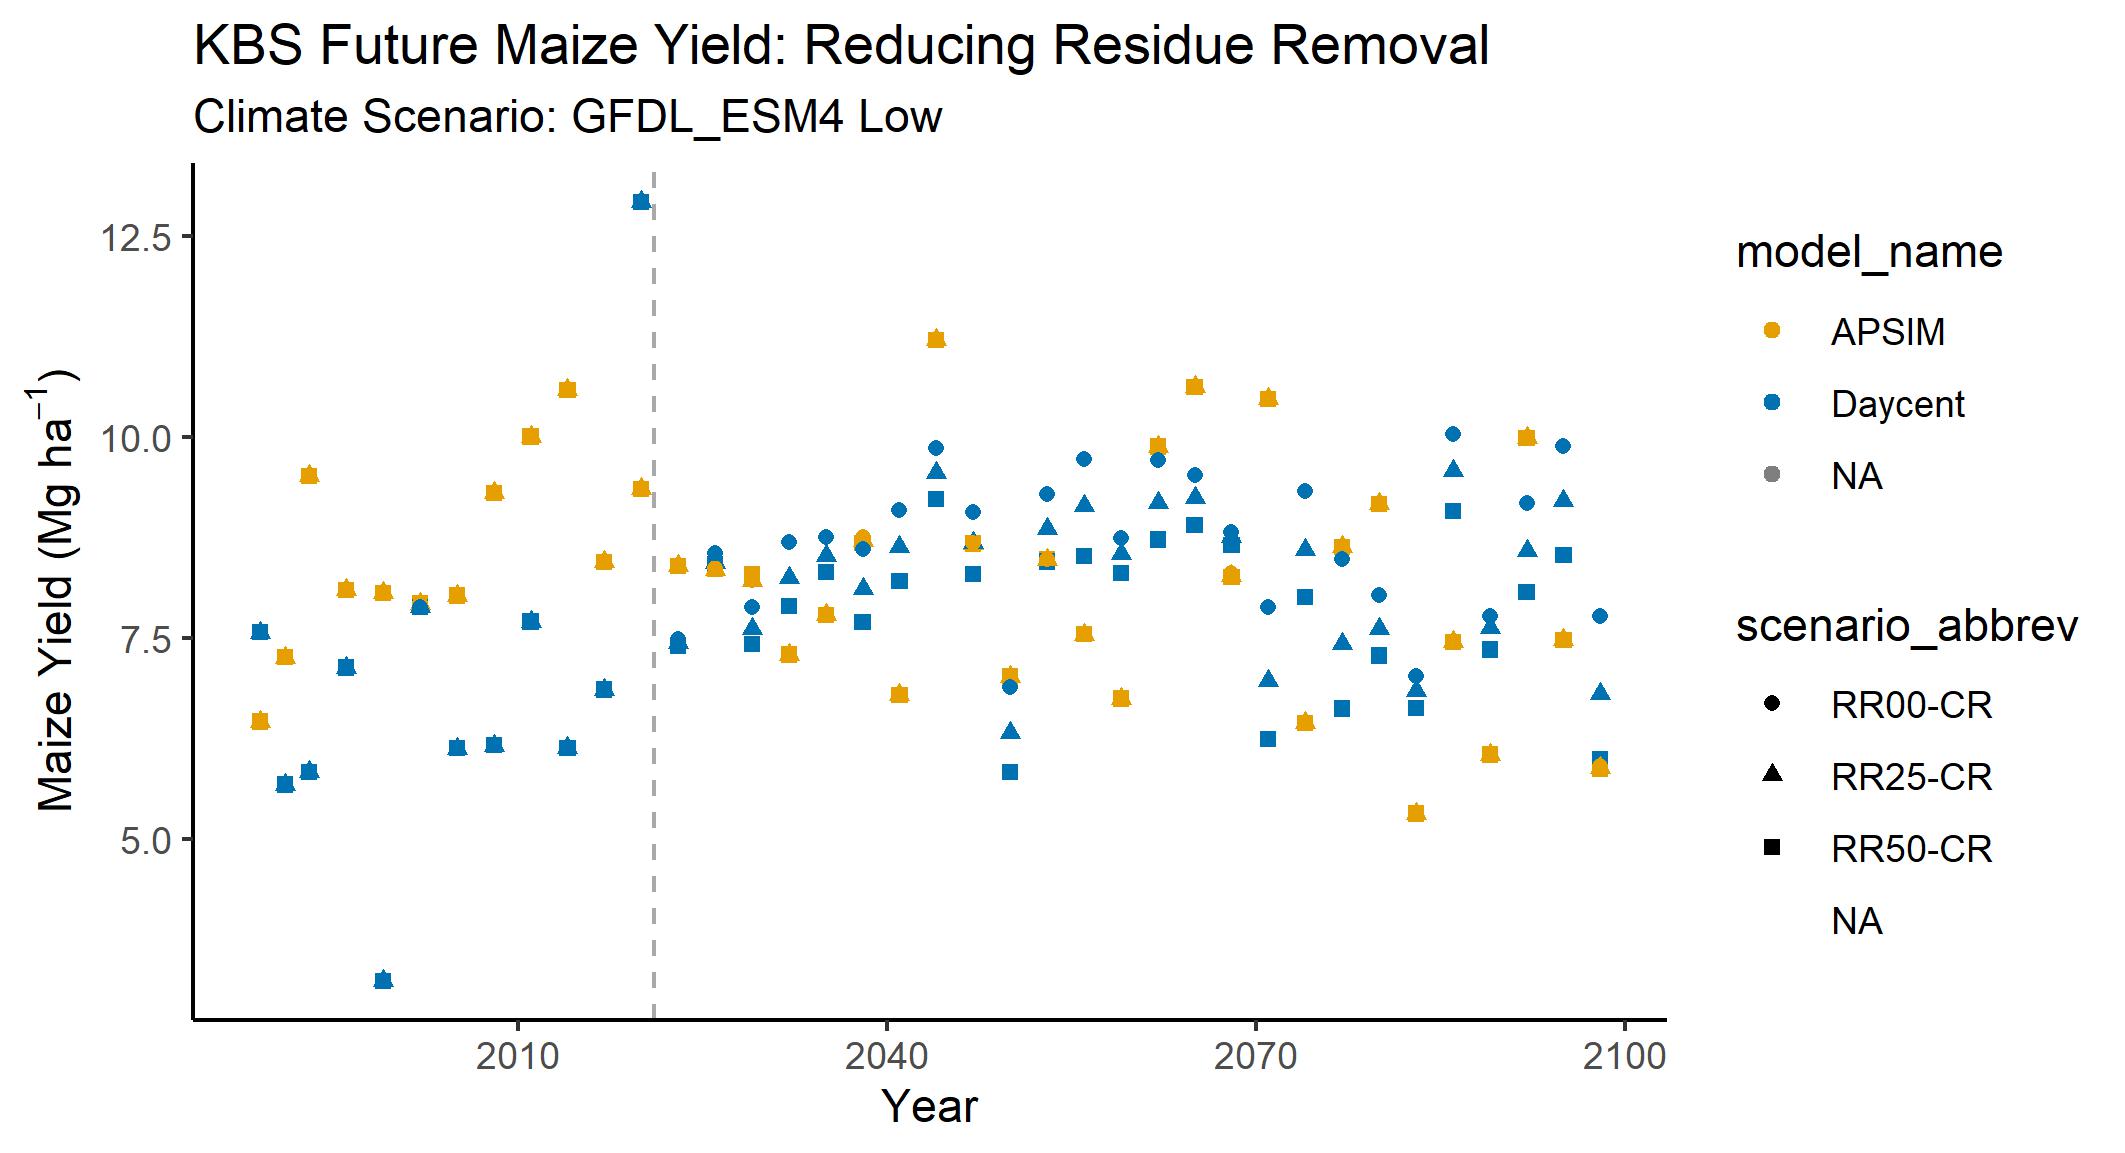 KBS Future Maize Yield: Reducing Residue Removal
Climate Scenario: GFDL_ESM4 Low
Maize Yield (Mg ha⁻¹)
12.5
10.0
7.5
5.0
2010
2040
2070
2100
Year
model_name
APSIM
Daycent
NA
scenario_abbrev
RR00-CR
RR25-CR
RR50-CR
NA